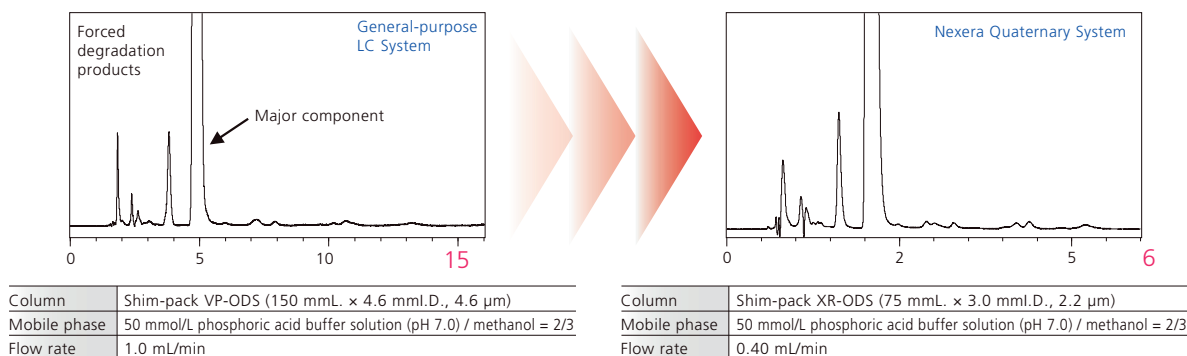 Forced
degradation
products
General-purpose
LC System
Major component
0 5 10 15
Column Shim-pack VP-ODS (150 mmL. × 4.6 mmI.D., 4.6 µm)
Mobile phase 50 mmol/L phosphoric acid buffer solution (pH 7.0) / methanol = 2/3
Flow rate 1.0 mL/min
Nexera Quaternary System
0 2 5 6
Column Shim-pack XR-ODS (75 mmL. × 3.0 mmI.D., 2.2 µm)
Mobile phase 50 mmol/L phosphoric acid buffer solution (pH 7.0) / methanol = 2/3
Flow rate 0.40 mL/min